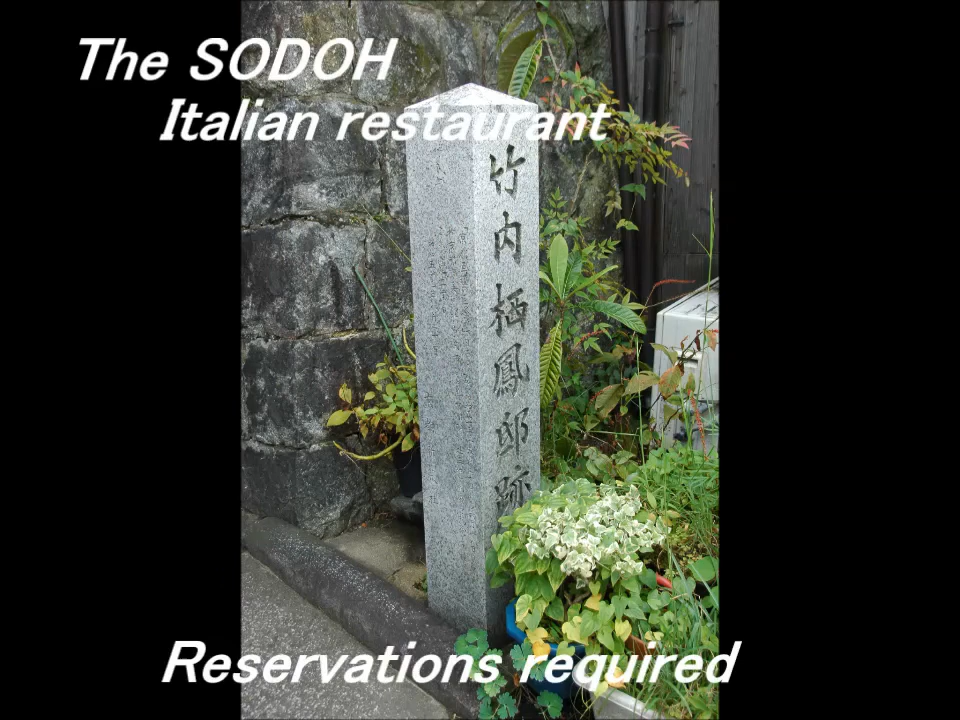 The SODOH
Italian restaurant
竹内栖鳳邸跡
Reservations required